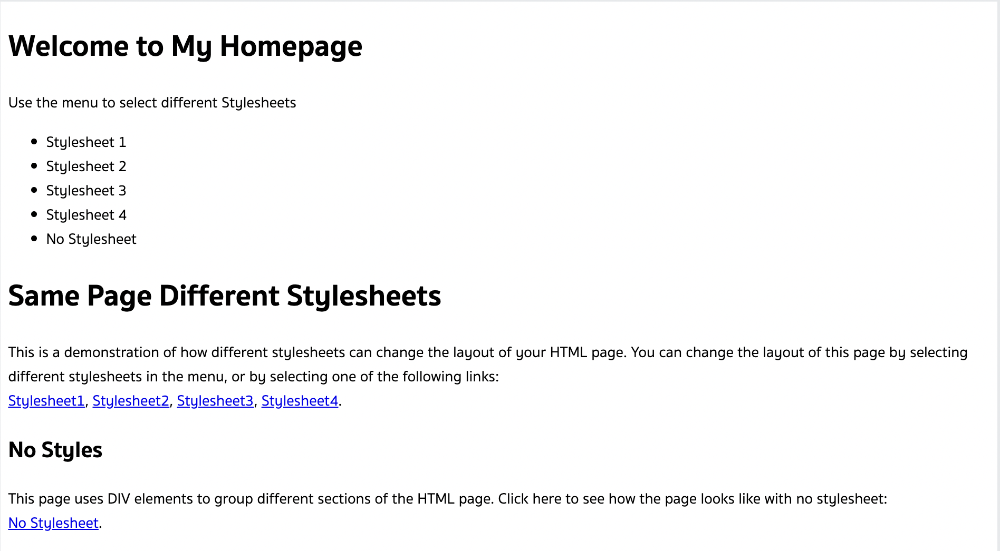 Welcome to My Homepage
Use the menu to select different Stylesheets
Stylesheet 1
Stylesheet 2
Stylesheet 3
Stylesheet 4
No Stylesheet
Same Page Different Stylesheets
This is a demonstration of how different stylesheets can change the layout of your HTML page. You can change the layout of this page by selecting
different stylesheets in the menu, or by selecting one of the following links:
Stylesheet1, Stylesheet2, Stylesheet3, Stylesheet4.
No Styles
This page uses DIV elements to group different sections of the HTML page. Click here to see how the page looks like with no stylesheet:
No Stylesheet.